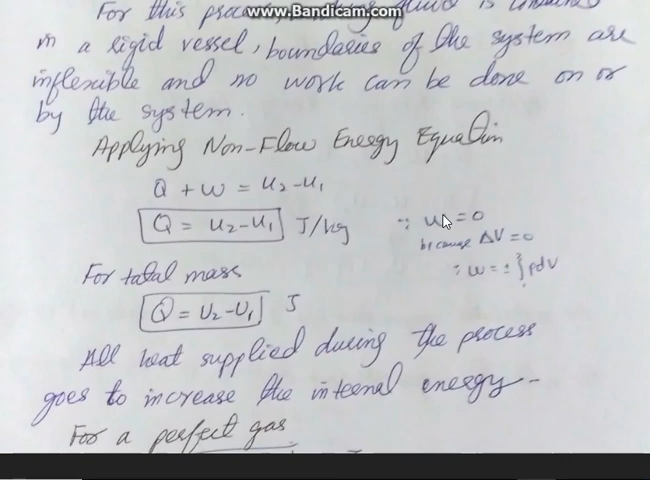 www.Bandicam.com
For this process fluid is
in a rigid vessel, boundaries of the system are
inflexible and no work can be done on or
by the system.
Applying Non-Flow Energy Equation
Q + W = u2 - u1
Q = u2 - u1 J/kg ∵ = 0
because ΔV = 0
∵ W = ± ∫ pdV
For total mass
Q = U2 - U1 J
All heat supplied during the process
goes to increase the internal energy -
For a perfect gas